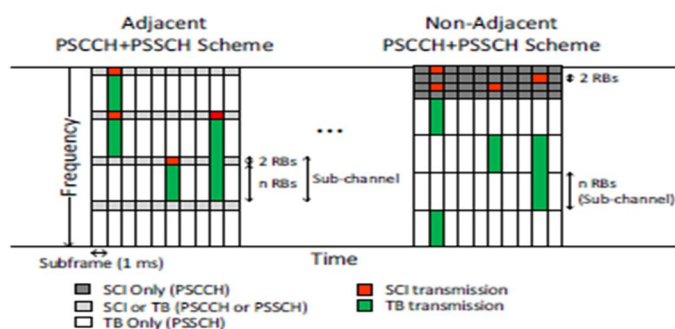 Adjacent
PSCCH+PSSCH Scheme
Non-Adjacent
PSCCH+PSSCH Scheme
Frequency
...
2 RBs
n RBs
Sub-channel
2 RBs
n RBs
(Sub-channel)
Subframe (1 ms)
Time
SCI Only (PSCCH)
SCI or TB (PSCCH or PSSCH)
TB Only (PSSCH)
SCI transmission
TB transmission